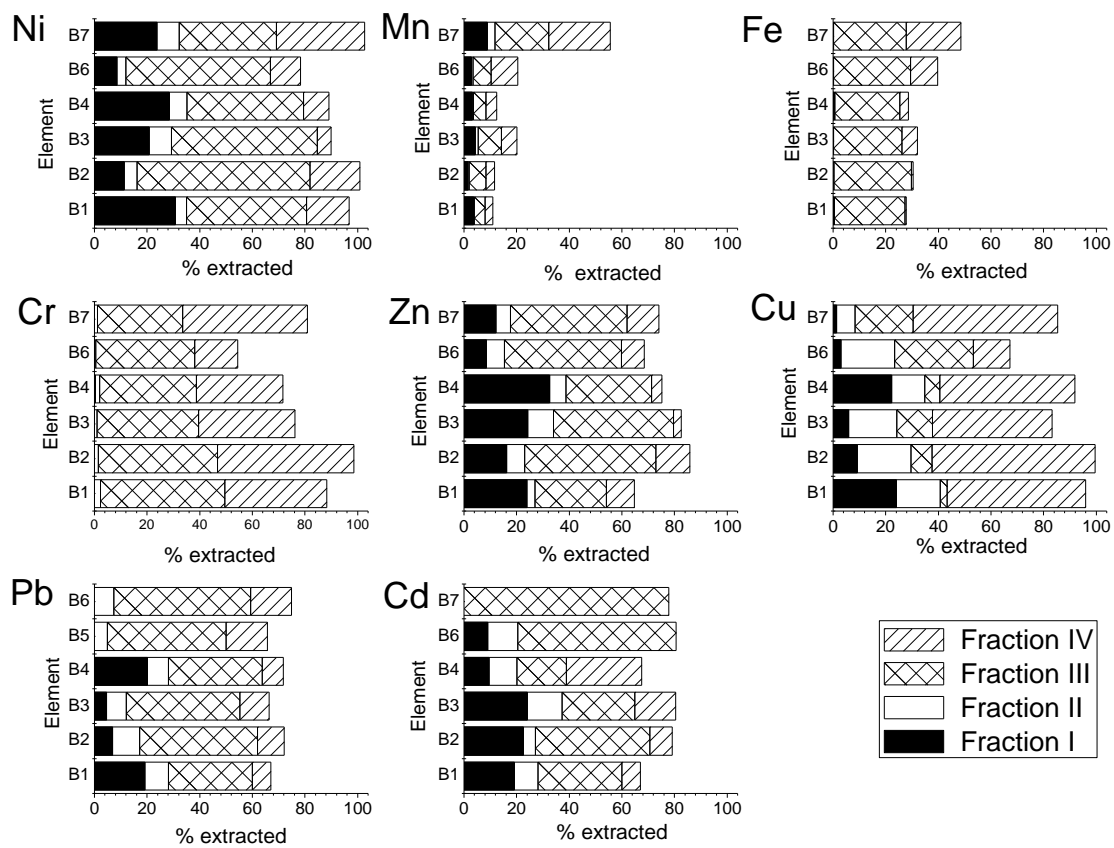 Ni
B7
B6
B4
B3
B2
B1
Element
0 20 40 60 80 100
% extracted
Mn
B7
B6
B4
B3
B2
B1
Element
0 20 40 60 80 100
% extracted
Fe
B7
B6
B4
B3
B2
B1
Element
0 20 40 60 80 100
% extracted
Cr
B7
B6
B4
B3
B2
B1
Element
0 20 40 60 80 100
% extracted
Zn
B7
B6
B4
B3
B2
B1
Element
0 20 40 60 80 100
% extracted
Cu
B7
B6
B4
B3
B2
B1
Element
0 20 40 60 80 100
% extracted
Pb
B6
B5
B4
B3
B2
B1
Element
0 20 40 60 80 100
% extracted
Cd
B7
B6
B4
B3
B2
B1
Element
0 20 40 60 80 100
% extracted
Fraction IV
Fraction III
Fraction II
Fraction I